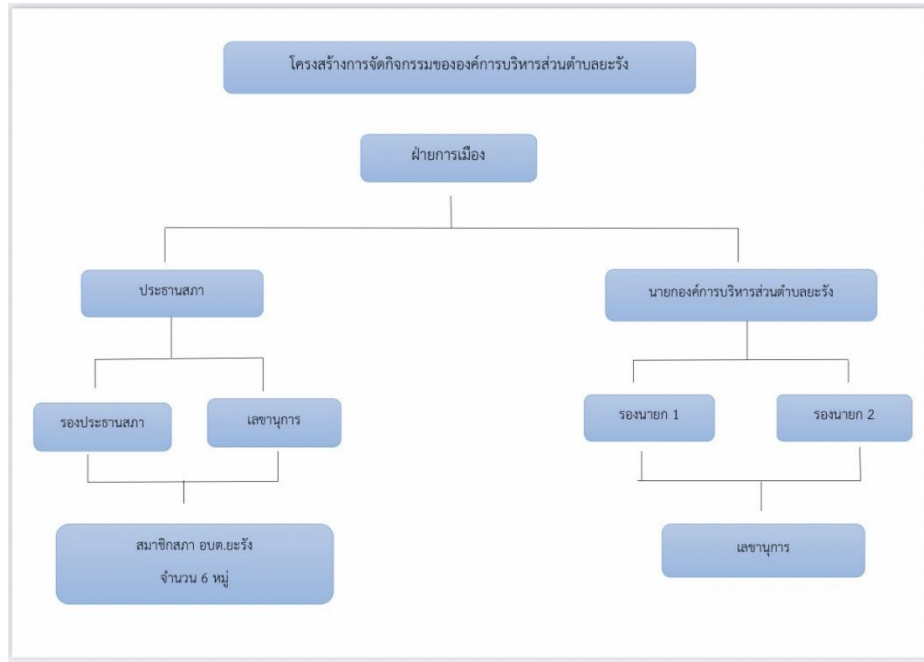 โครงสร้างการจัดกิจกรรมขององค์การบริหารส่วนตำบลยะรัง
ฝ่ายการเมือง
ประธานสภา
นายกองค์การบริหารส่วนตำบลยะรัง
รองประธานสภา
เลขานุการ
รองนายก 1
รองนายก 2
สมาชิกสภา อบต.ยะรัง
จำนวน 6 หมู่
เลขานุการ